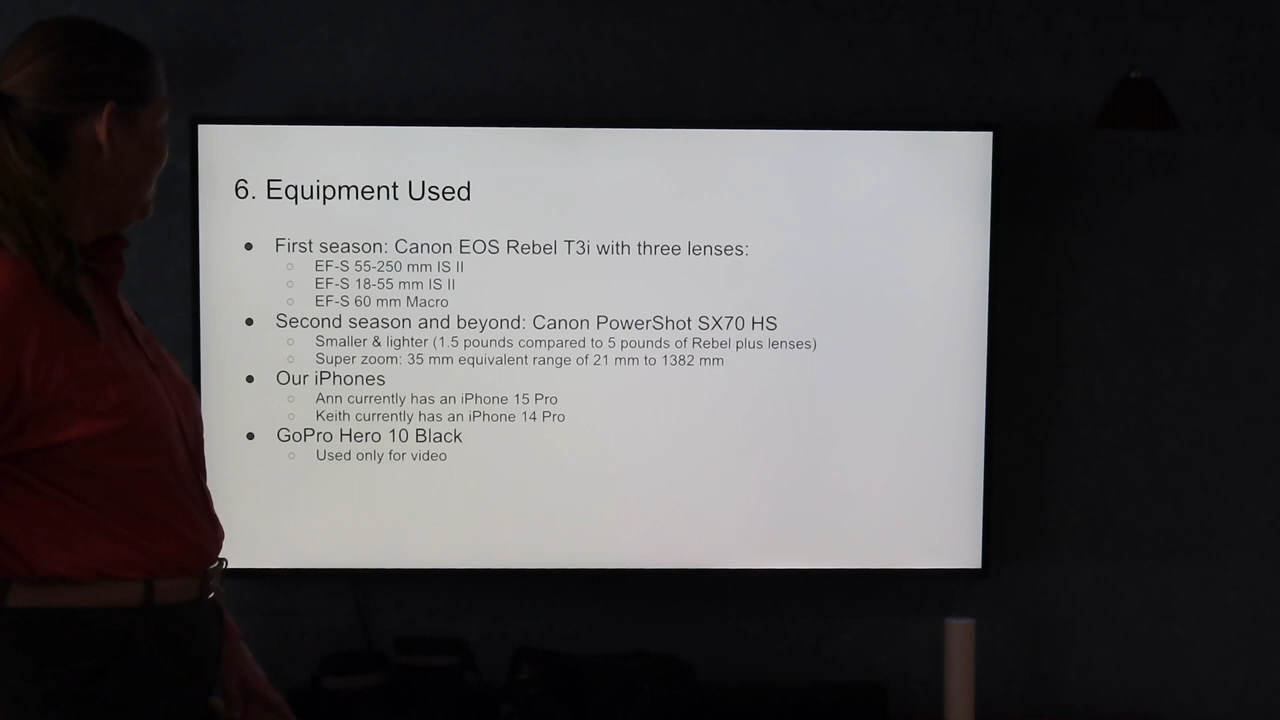 6. Equipment Used
● First season: Canon EOS Rebel T3i with three lenses:
○ EF-S 55-250 mm IS II
○ EF-S 18-55 mm IS II
○ EF-S 60 mm Macro
● Second season and beyond: Canon PowerShot SX70 HS
○ Smaller & lighter (1.5 pounds compared to 5 pounds of Rebel plus lenses)
○ Super zoom: 35 mm equivalent range of 21 mm to 1382 mm
● Our iPhones
○ Ann currently has an iPhone 15 Pro
○ Keith currently has an iPhone 14 Pro
● GoPro Hero 10 Black
○ Used only for video